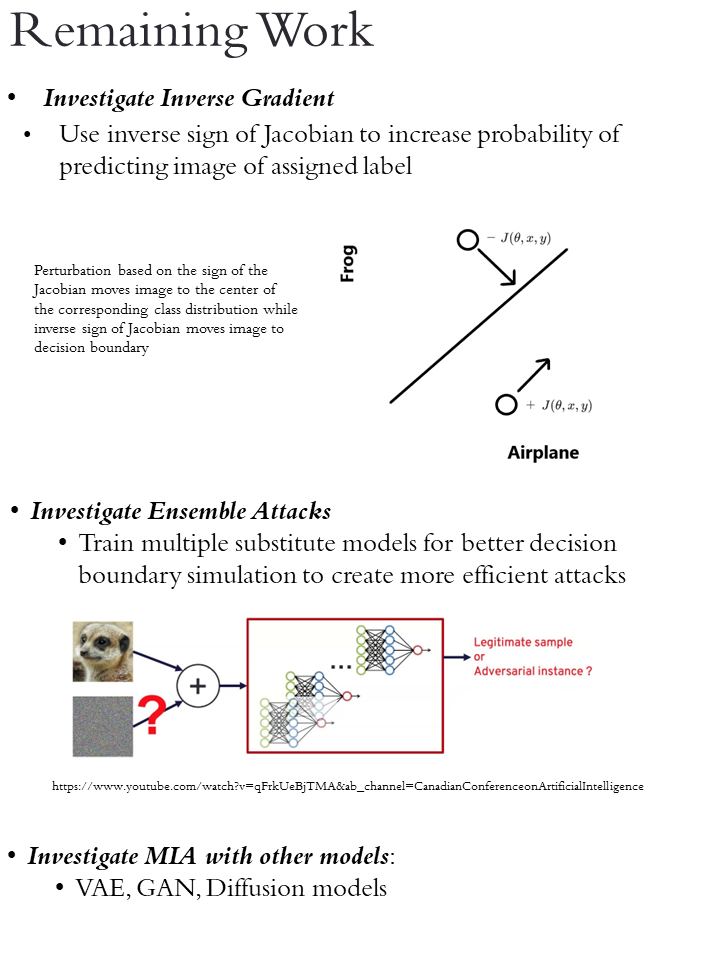 Remaining Work
• Investigate Inverse Gradient
• Use inverse sign of Jacobian to increase probability of
predicting image of assigned label
Perturbation based on the sign of the
Jacobian moves image to the center of
the corresponding class distribution while
inverse sign of Jacobian moves image to
decision boundary
Frog
− J(θ, x, y)
+ J(θ, x, y)
Airplane
• Investigate Ensemble Attacks
• Train multiple substitute models for better decision
boundary simulation to create more efficient attacks
?
+
...
Legitimate sample
or
Adversarial instance ?
https://www.youtube.com/watch?v=qFrkUeBjTMA&ab_channel=CanadianConferenceonArtificialIntelligence
• Investigate MIA with other models:
• VAE, GAN, Diffusion models